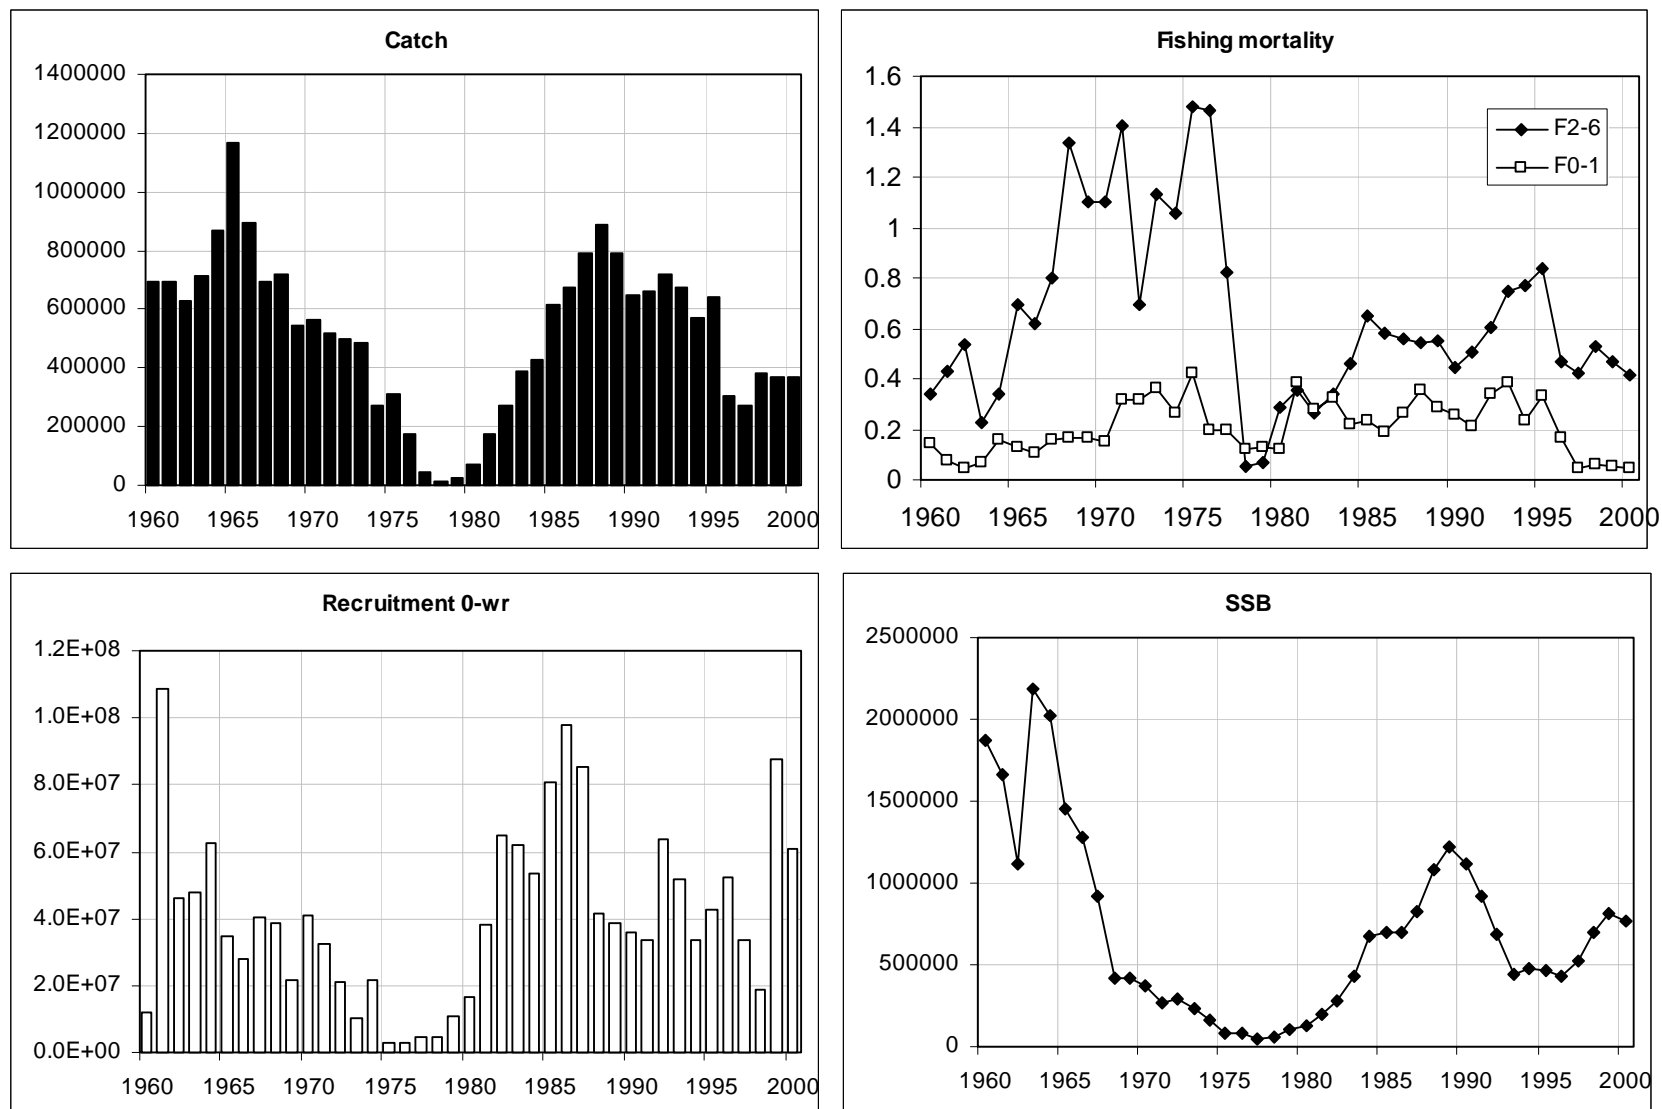 Catch
1400000
1200000
1000000
800000
600000
400000
200000
0
1960 1965 1970 1975 1980 1985 1990 1995 2000
Fishing mortality
1.6
1.4
1.2
1
0.8
0.6
0.4
0.2
0
F2-6
F0-1
1960 1965 1970 1975 1980 1985 1990 1995 2000
Recruitment 0-wr
1.2E+08
1.0E+08
8.0E+07
6.0E+07
4.0E+07
2.0E+07
0.0E+00
1960 1965 1970 1975 1980 1985 1990 1995 2000
SSB
2500000
2000000
1500000
1000000
500000
0
1960 1965 1970 1975 1980 1985 1990 1995 2000